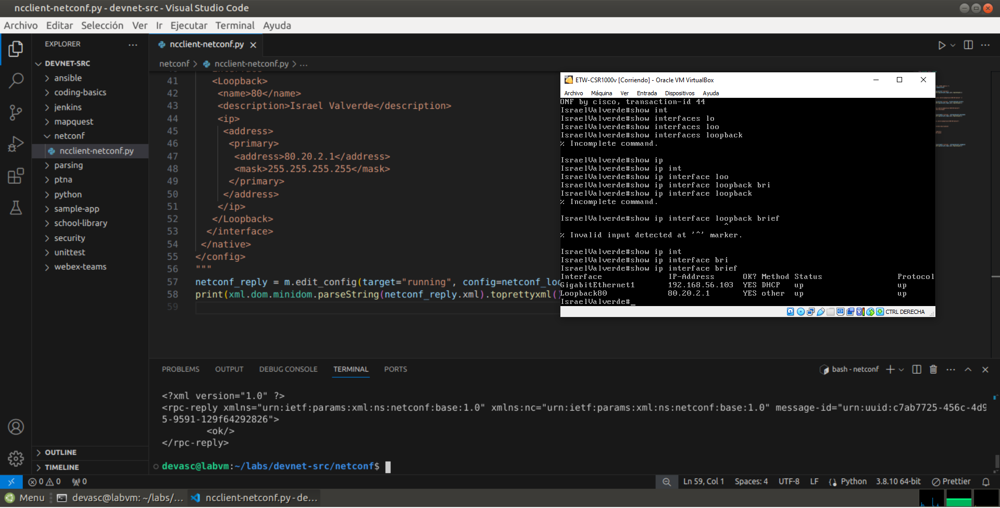 ncclient-netconf.py - devnet-src - Visual Studio Code
Archivo Editar Selección Ver Ir Ejecutar Terminal Ayuda
EXPLORER
DEVNET-SRC
ansible
coding-basics
jenkins
mapquest
netconf
ncclient-netconf.py
parsing
ptna
python
sample-app
school-library
security
unittest
webex-teams
OUTLINE
TIMELINE
ncclient-netconf.py
netconf > ncclient-netconf.py > ...
41 <Loopback>
42 <name>80</name>
43 <description>Israel Valverde</description>
44 <ip>
45 <address>
46 <primary>
47 <address>80.20.2.1</address>
48 <mask>255.255.255.255</mask>
49 </primary>
50 </address>
51 </ip>
52 </Loopback>
53 </interface>
54 </native>
55 </config>
56 """
57 netconf_reply = m.edit_config(target="running", config=netconf_lo
58 print(xml.dom.minidom.parseString(netconf_reply.xml).toprettyxml()
59
ETW-CSR1000v [Corriendo] - Oracle VM VirtualBox
Archivo Máquina Ver Entrada Dispositivos Ayuda
ONF by cisco, transaction-id 44
IsraelValverde#show int
IsraelValverde#show interfaces lo
IsraelValverde#show interfaces loo
IsraelValverde#show interfaces loopback
% Incomplete command.
IsraelValverde#show ip
IsraelValverde#show ip int
IsraelValverde#show ip interface loo
IsraelValverde#show ip interface loopback bri
IsraelValverde#show ip interface loopback
% Incomplete command.
IsraelValverde#show ip interface loopback brief
^
% Invalid input detected at '^' marker.
IsraelValverde#show ip int
IsraelValverde#show ip interface bri
IsraelValverde#show ip interface brief
Interface IP-Address OK? Method Status Protocol
GigabitEthernet1 192.168.56.103 YES DHCP up up
Loopback80 80.20.2.1 YES other up up
IsraelValverde#_
CTRL DERECHA
PROBLEMS OUTPUT DEBUG CONSOLE TERMINAL PORTS
bash - netconf
<?xml version="1.0" ?>
<rpc-reply xmlns="urn:ietf:params:xml:ns:netconf:base:1.0" xmlns:nc="urn:ietf:params:xml:ns:netconf:base:1.0" message-id="urn:uuid:c7ab7725-456c-4d9
5-9591-129f64292826">
<ok/>
</rpc-reply>
devasc@labvm:~/labs/devnet-src/netconf$
0 0 0
Ln 59, Col 1 Spaces: 4 UTF-8 LF Python 3.8.10 64-bit Prettier
Menu devasc@labvm: ~/labs/... ncclient-netconf.py - de...